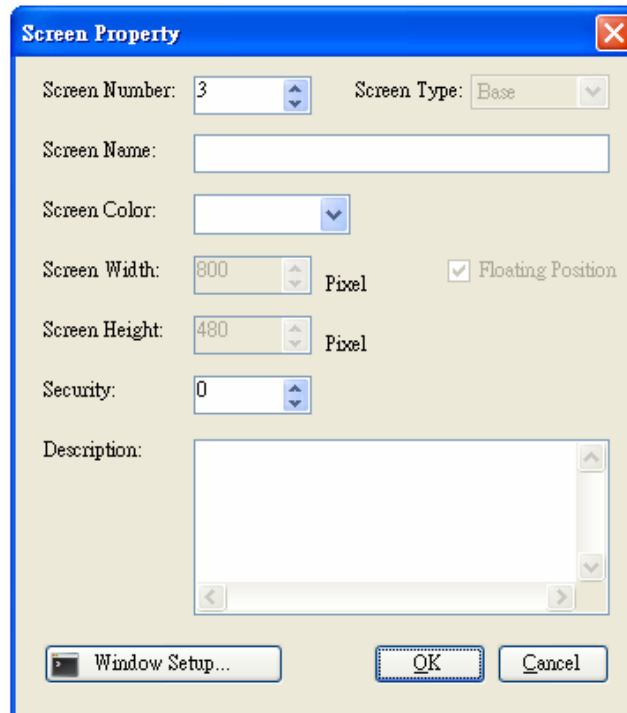 Screen Property
Screen Number: 3 Screen Type: Base
Screen Name:
Screen Color:
Screen Width: 800 Pixel Floating Position
Screen Height: 480 Pixel
Security: 0
Description:
Window Setup... OK Cancel